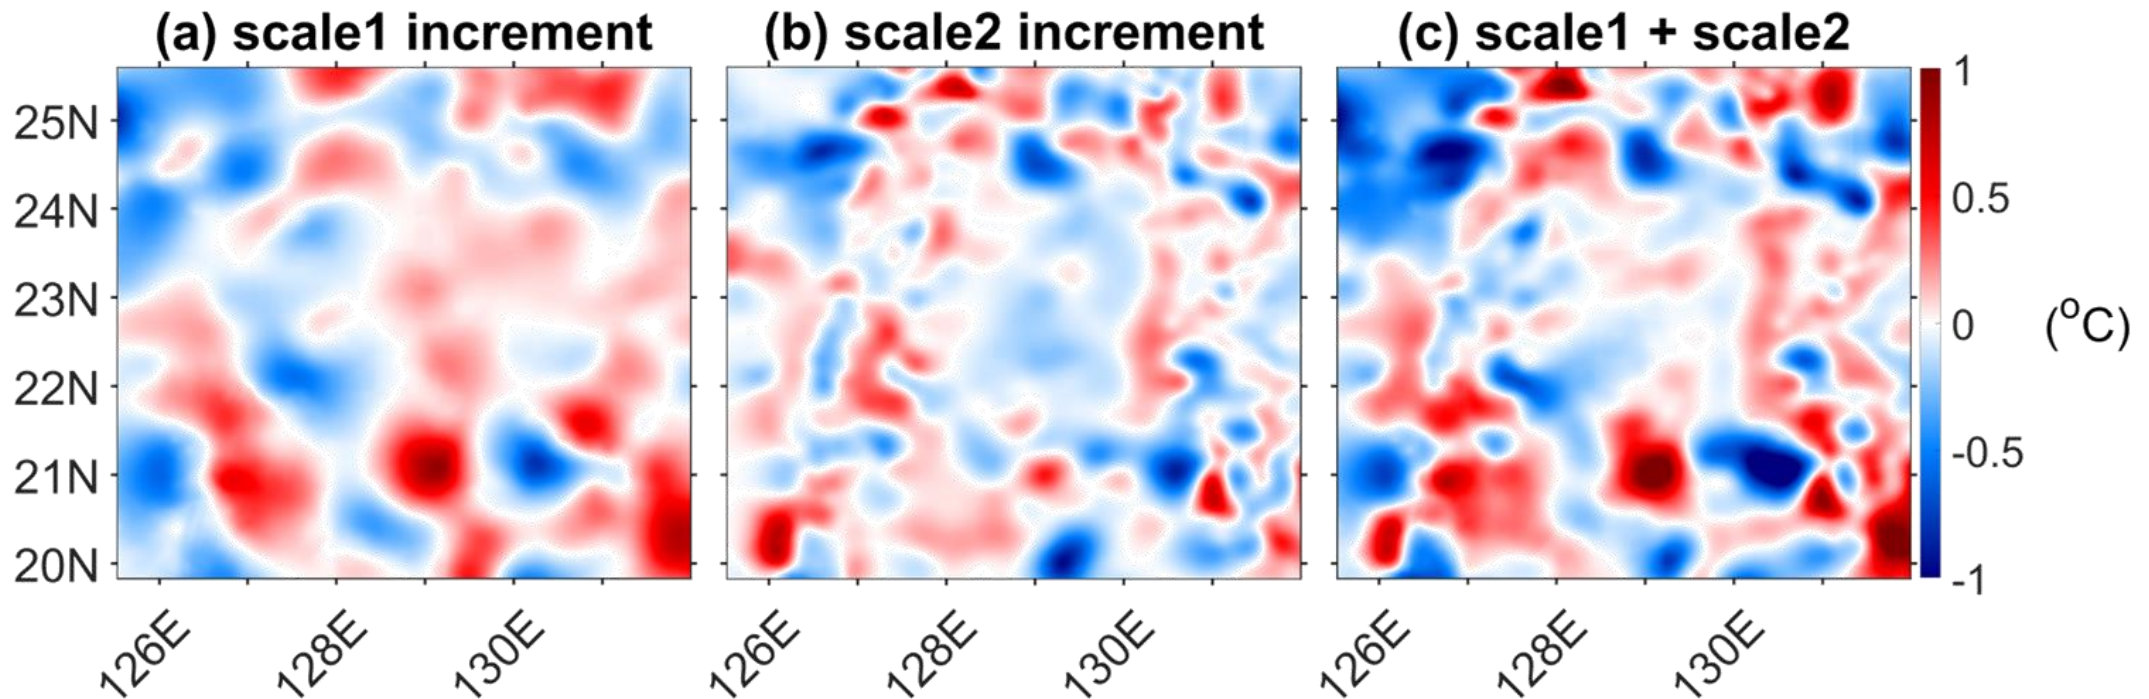 (a) scale1 increment
(b) scale2 increment
(c) scale1 + scale2
25N
24N
23N
22N
21N
20N
126E
128E
130E
126E
128E
130E
126E
128E
130E
1
0.5
0
-0.5
-1
(°C)